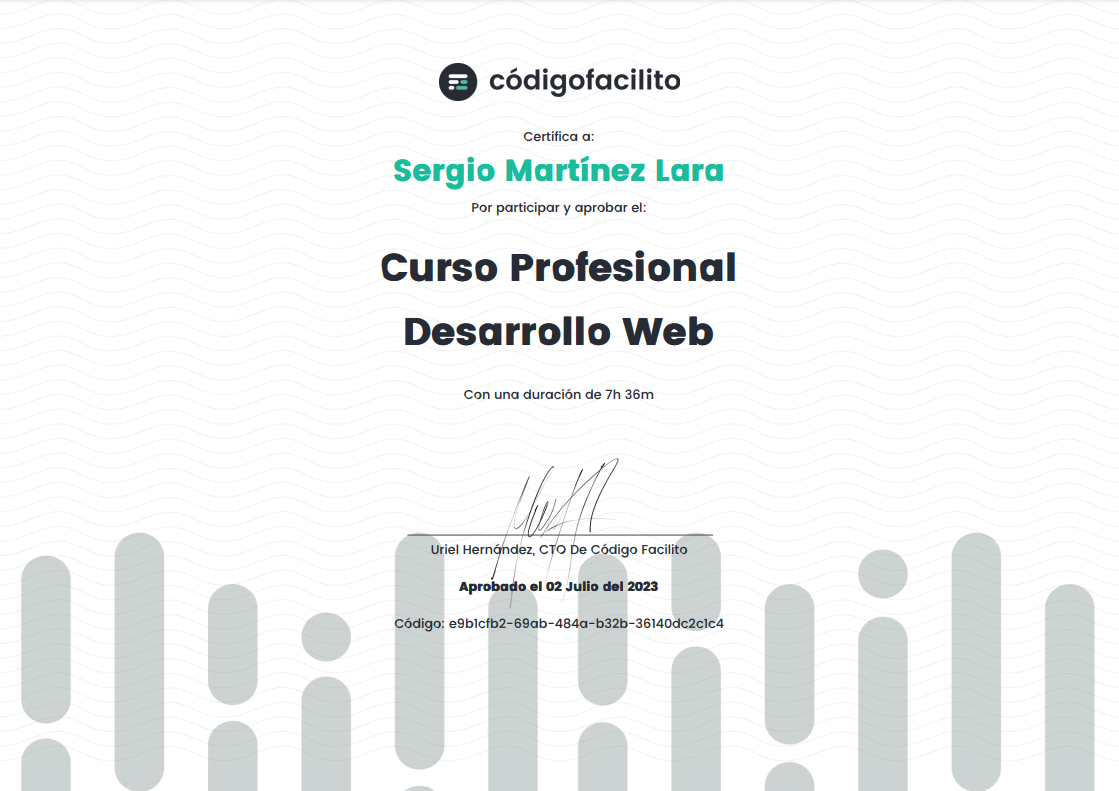 códigofacilito
Certifica a:
Sergio Martínez Lara
Por participar y aprobar el:
Curso Profesional
Desarrollo Web
Con una duración de 7h 36m
Uriel Hernández, CTO De Código Facilito
Aprobado el 02 Julio del 2023
Código: e9b1cfb2-69ab-484a-b32b-36140dc2c1c4